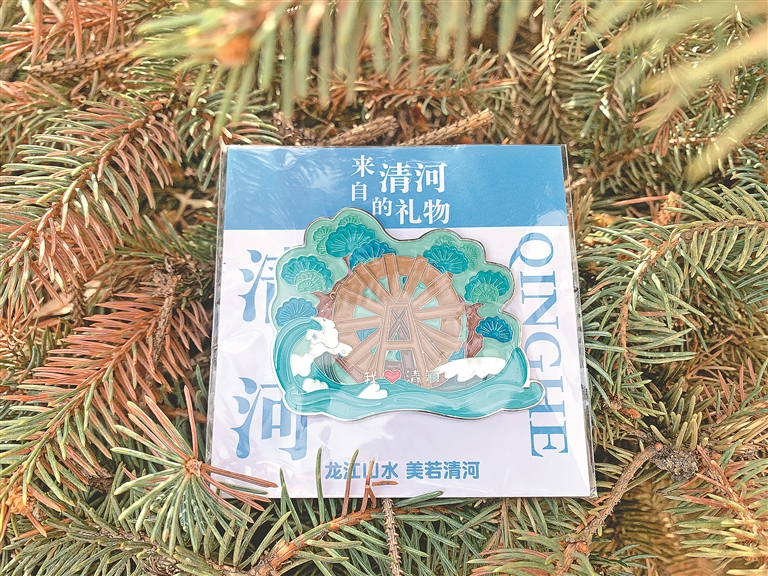 来自清河
的礼物
清河
QINGHE
我❤清河
龙江山水 美若清河